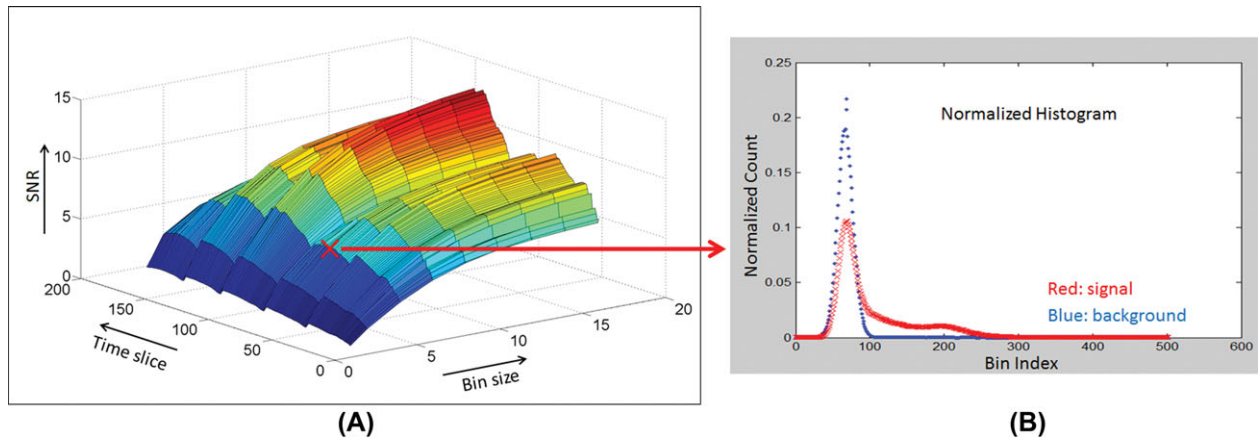 15
10
5
0
SNR
200
150
100
50
0
Time slice
0
5
10
15
20
Bin size
(A)
0.25
0.2
0.15
0.1
0.05
0
Normalized Count
Normalized Histogram
Red: signal
Blue: background
0 100 200 300 400 500 600
Bin Index
(B)